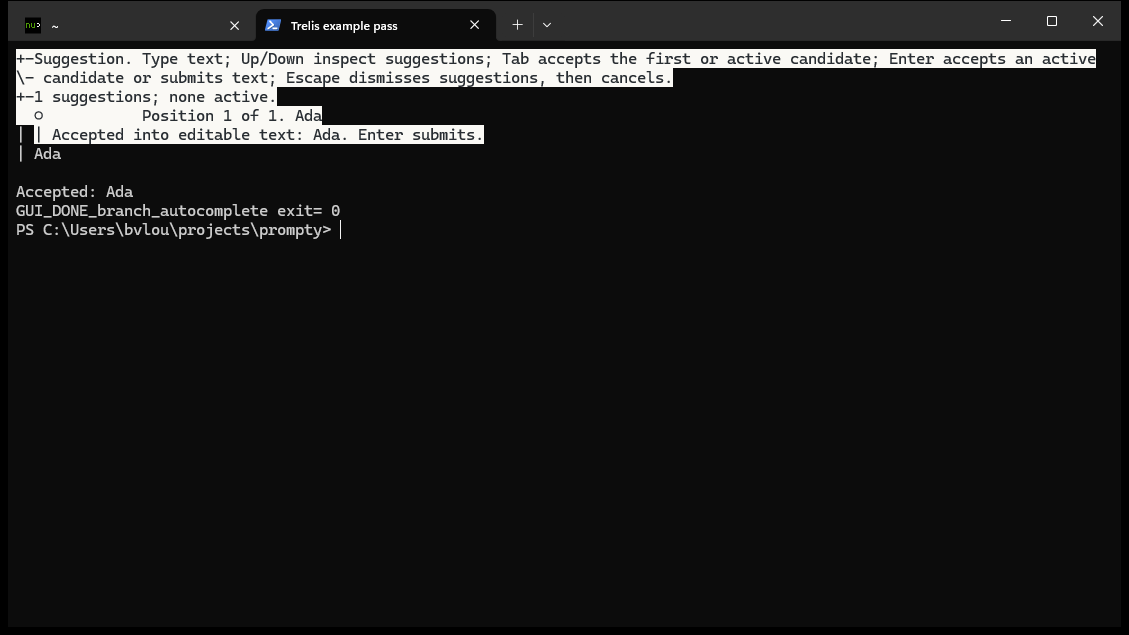 nu> ~
Trelis example pass
+-Suggestion. Type text; Up/Down inspect suggestions; Tab accepts the first or active candidate; Enter accepts an active
\- candidate or submits text; Escape dismisses suggestions, then cancels.
+-1 suggestions; none active.
○ Position 1 of 1. Ada
| | Accepted into editable text: Ada. Enter submits.
| Ada
Accepted: Ada
GUI_DONE_branch_autocomplete exit= 0
PS C:\Users\bvlou\projects\prompty>